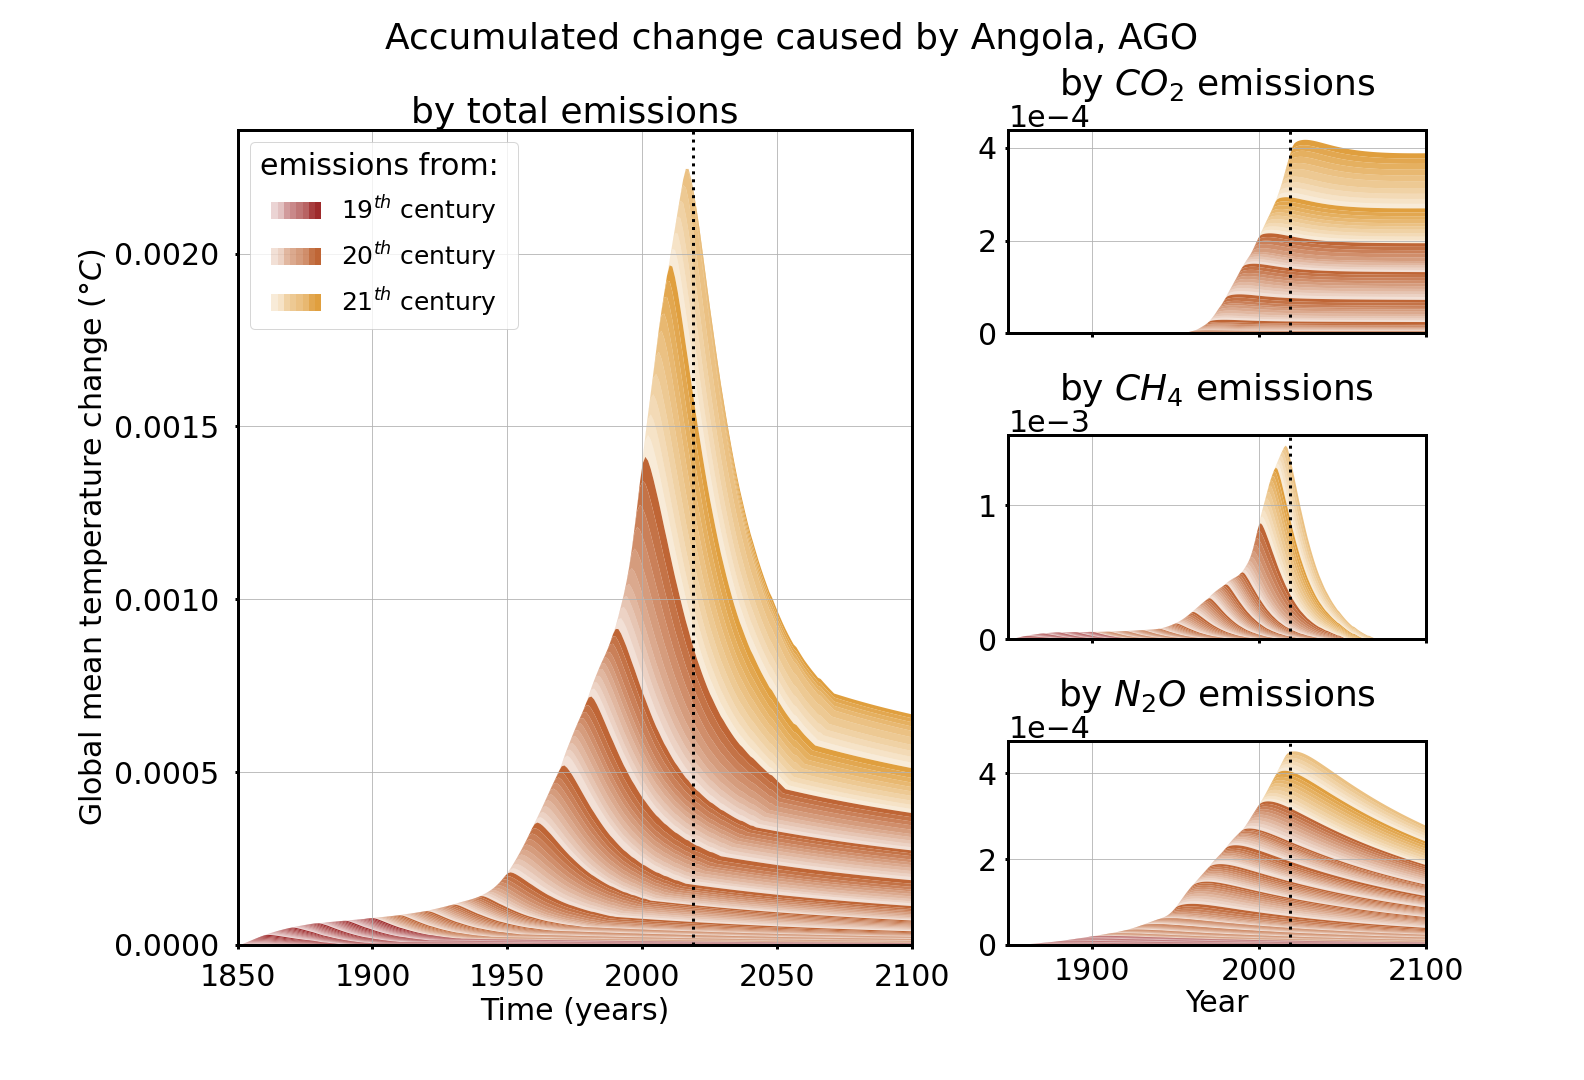 Accumulated change caused by Angola, AGO
by total emissions
emissions from:
19th century
20th century
21th century
Global mean temperature change (°C)
0.0020
0.0015
0.0010
0.0005
0.0000
1850 1900 1950 2000 2050 2100
Time (years)
by CO₂ emissions
1e−4
4
2
0
by CH₄ emissions
1e−3
1
0
by N₂O emissions
1e−4
4
2
0
1900 2000 2100
Year